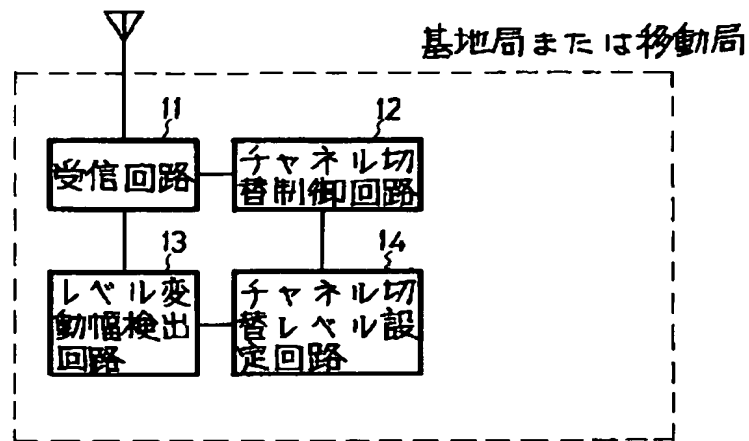 基地局または移動局
11
受信回路
12
チャネル切
替制御回路
13
レベル変
動幅検出
回路
14
チャネル切
替レベル設
定回路